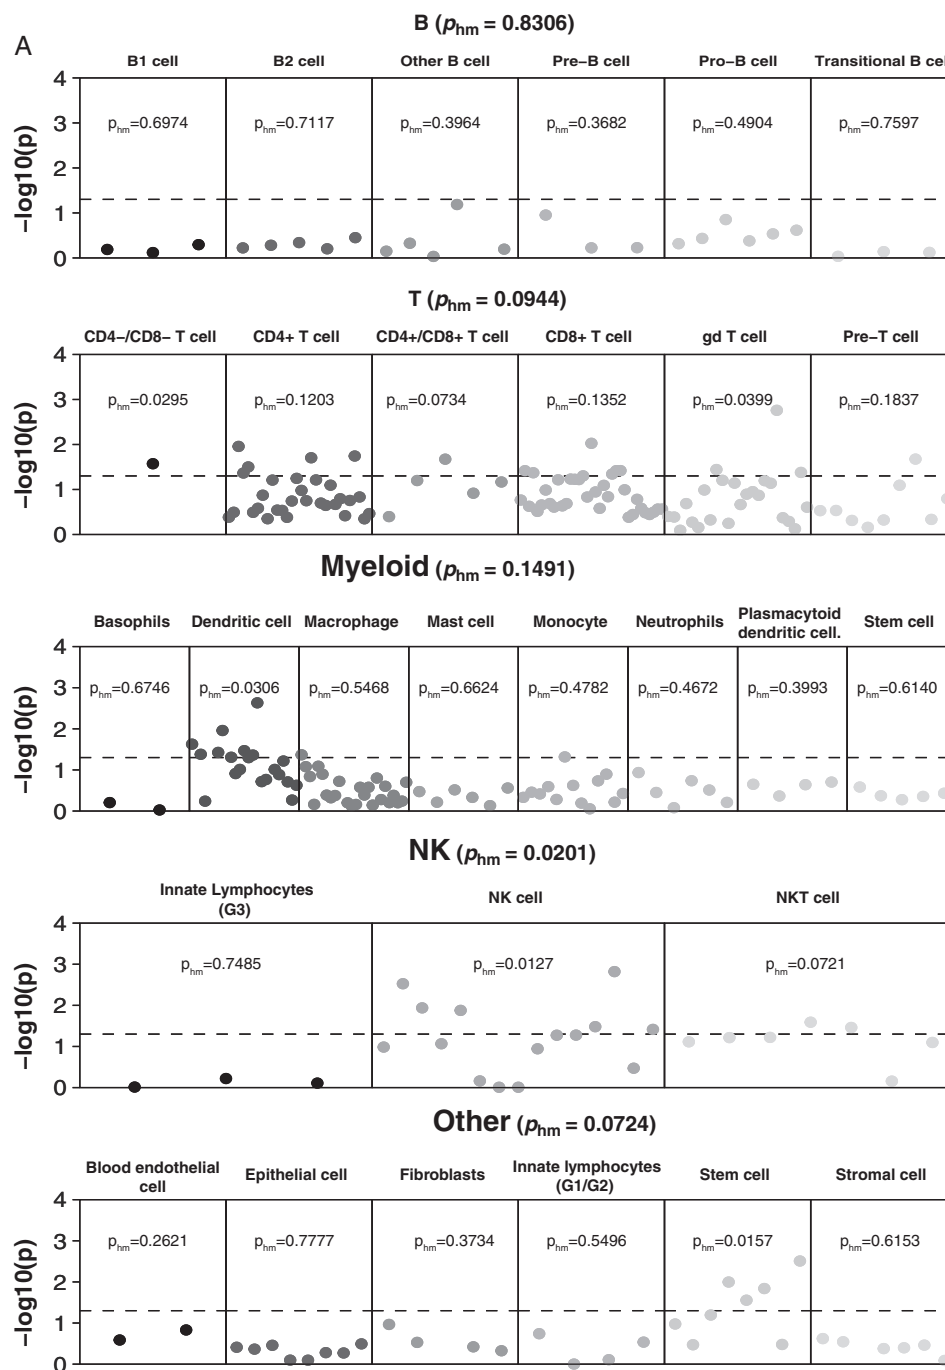 A
B (phm = 0.8306)
B1 cell B2 cell Other B cell Pre−B cell Pro−B cell Transitional B cel
4
3
2
1
0
−log10(p)
phm=0.6974 phm=0.7117 phm=0.3964 phm=0.3682 phm=0.4904 phm=0.7597
T (phm = 0.0944)
CD4−/CD8− T cell CD4+ T cell CD4+/CD8+ T cell CD8+ T cell gd T cell Pre−T cell
4
3
2
1
0
−log10(p)
phm=0.0295 phm=0.1203 phm=0.0734 phm=0.1352 phm=0.0399 phm=0.1837
Myeloid (phm = 0.1491)
Basophils Dendritic cell Macrophage Mast cell Monocyte Neutrophils Plasmacytoid dendritic cell. Stem cell
4
3
2
1
0
−log10(p)
phm=0.6746 phm=0.0306 phm=0.5468 phm=0.6624 phm=0.4782 phm=0.4672 phm=0.3993 phm=0.6140
NK (phm = 0.0201)
Innate Lymphocytes (G3) NK cell NKT cell
4
3
2
1
0
−log10(p)
phm=0.7485 phm=0.0127 phm=0.0721
Other (phm = 0.0724)
Blood endothelial cell Epithelial cell Fibroblasts Innate lymphocytes (G1/G2) Stem cell Stromal cell
4
3
2
1
0
−log10(p)
phm=0.2621 phm=0.7777 phm=0.3734 phm=0.5496 phm=0.0157 phm=0.6153